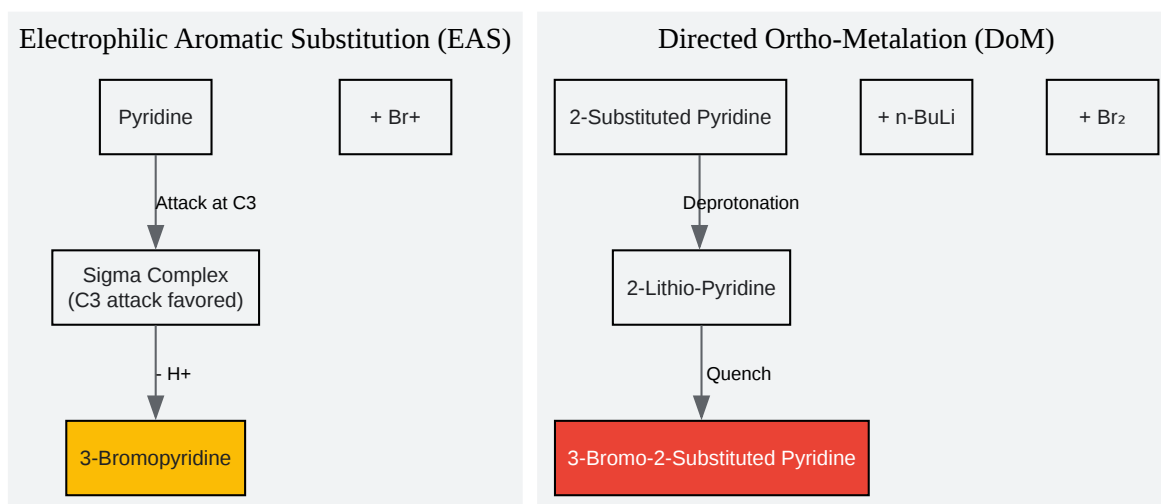 Electrophilic Aromatic Substitution (EAS)
Pyridine
+ Br+
Attack at C3
Sigma Complex
(C3 attack favored)
- H+
3-Bromopyridine
Directed Ortho-Metalation (DoM)
2-Substituted Pyridine
+ n-BuLi
+ Br₂
Deprotonation
2-Lithio-Pyridine
Quench
3-Bromo-2-Substituted Pyridine